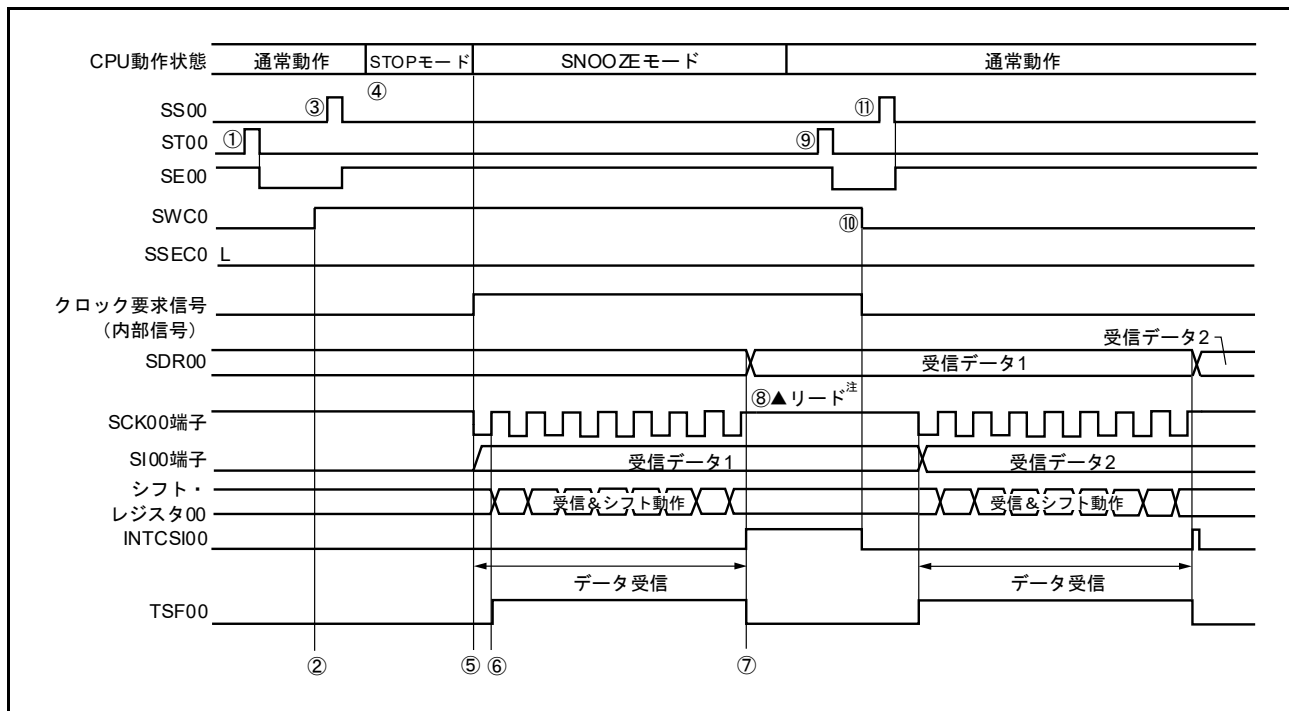 CPU動作状態 通常動作 STOPモード SNOOZEモード 通常動作
④
SS00 ③ ⑪
ST00 ① ⑨
SE00
SWC0 ⑩
SSEC0 L
クロック要求信号
(内部信号)
受信データ2
SDR00 受信データ1
⑧▲リード注
SCK00端子
SI00端子 受信データ1 受信データ2
シフト・
レジスタ00 受信&シフト動作 受信&シフト動作
INTCSI00
データ受信 データ受信
TSF00
② ⑤ ⑥ ⑦